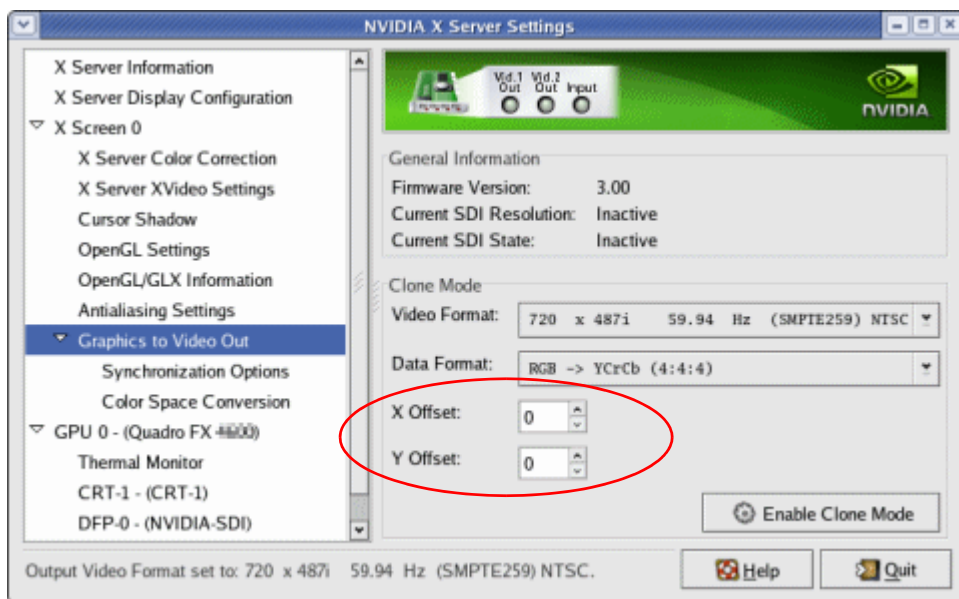 NVIDIA X Server Settings
X Server Information
X Server Display Configuration
X Screen 0
X Server Color Correction
X Server XVideo Settings
Cursor Shadow
OpenGL Settings
OpenGL/GLX Information
Antialiasing Settings
Graphics to Video Out
Synchronization Options
Color Space Conversion
GPU 0 - (Quadro FX
Thermal Monitor
CRT-1 - (CRT-1)
DFP-0 - (NVIDIA-SDI)
Vid.1 Out
Vid.2 Out
Input
NVIDIA
General Information
Firmware Version: 3.00
Current SDI Resolution: Inactive
Current SDI State: Inactive
Clone Mode
Video Format: 720 x 487i 59.94 Hz (SMPTE259) NTSC
Data Format: RGB -> YCrCb (4:4:4)
X Offset: 0
Y Offset: 0
Enable Clone Mode
Output Video Format set to: 720 x 487i 59.94 Hz (SMPTE259) NTSC.
Help
Quit